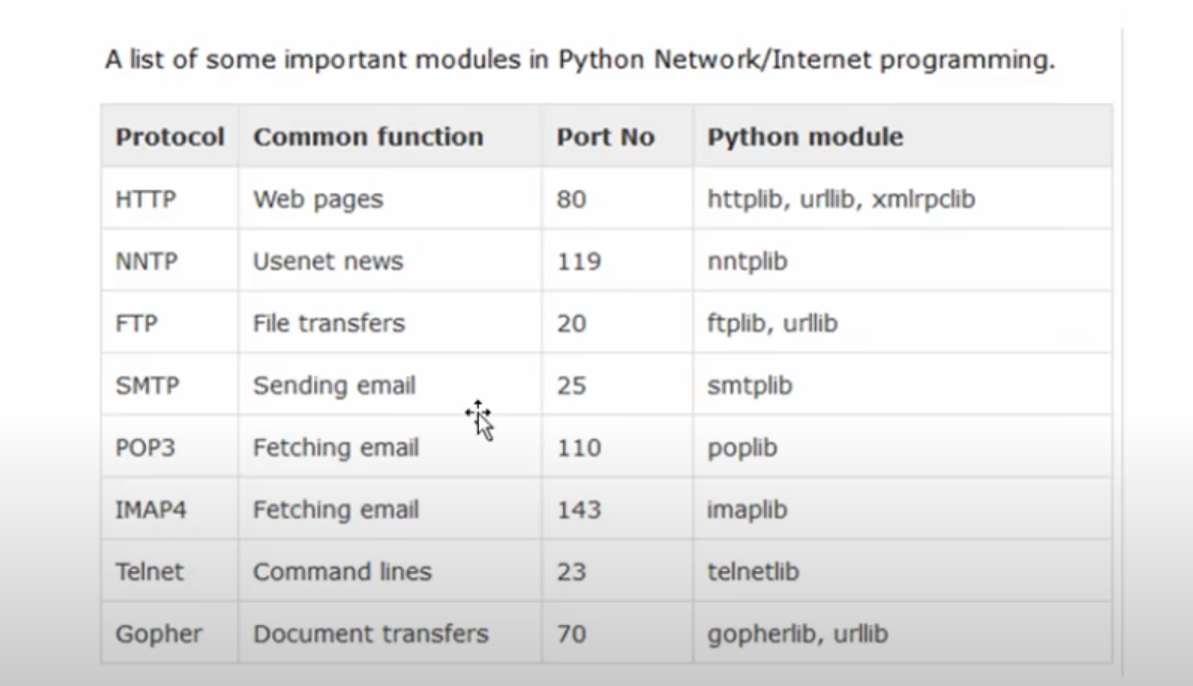 A list of some important modules in Python Network/Internet programming.
Protocol Common function Port No Python module
HTTP Web pages 80 httplib, urllib, xmlrpclib
NNTP Usenet news 119 nntplib
FTP File transfers 20 ftplib, urllib
SMTP Sending email 25 smtplib
POP3 Fetching email 110 poplib
IMAP4 Fetching email 143 imaplib
Telnet Command lines 23 telnetlib
Gopher Document transfers 70 gopherlib, urllib